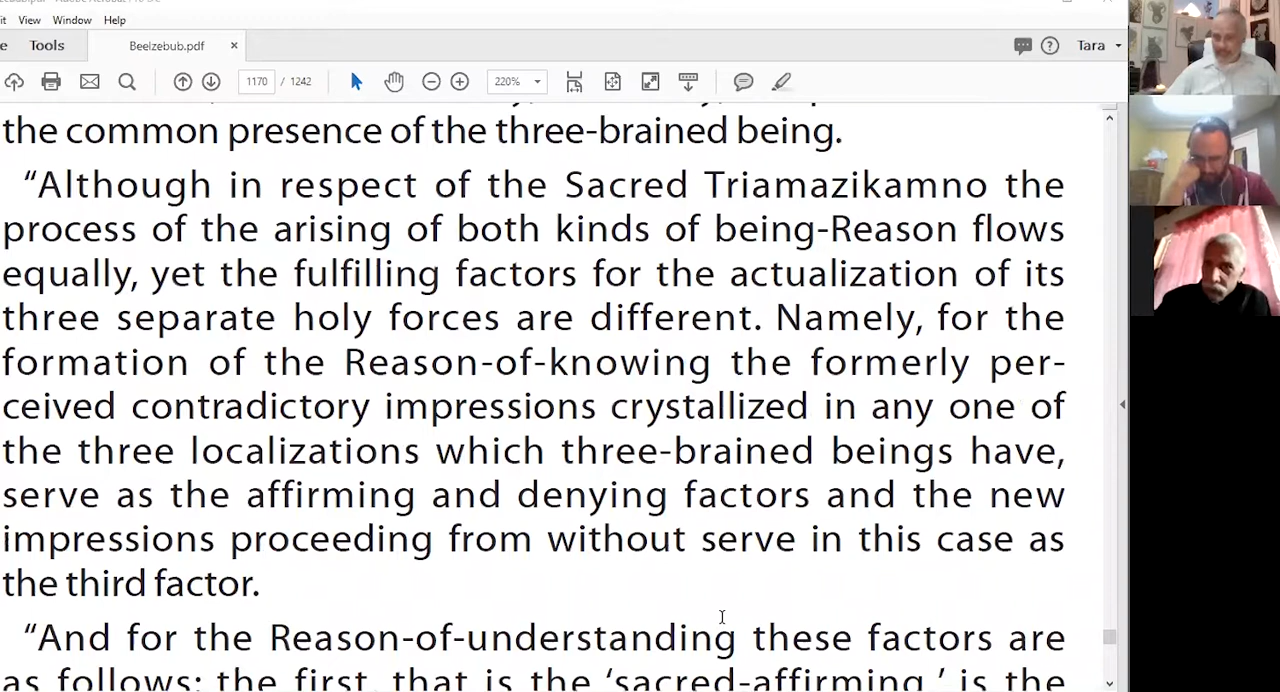 it View Window Help
e Tools Beelzebub.pdf × Tara
1170 / 1242 220%
the common presence of the three-brained being.
“Although in respect of the Sacred Triamazikamno the
process of the arising of both kinds of being-Reason flows
equally, yet the fulfilling factors for the actualization of its
three separate holy forces are different. Namely, for the
formation of the Reason-of-knowing the formerly per-
ceived contradictory impressions crystallized in any one of
the three localizations which three-brained beings have,
serve as the affirming and denying factors and the new
impressions proceeding from without serve in this case as
the third factor.
“And for the Reason-of-understanding these factors are
as follows: the first, that is the ‘sacred-affirming,’ is the